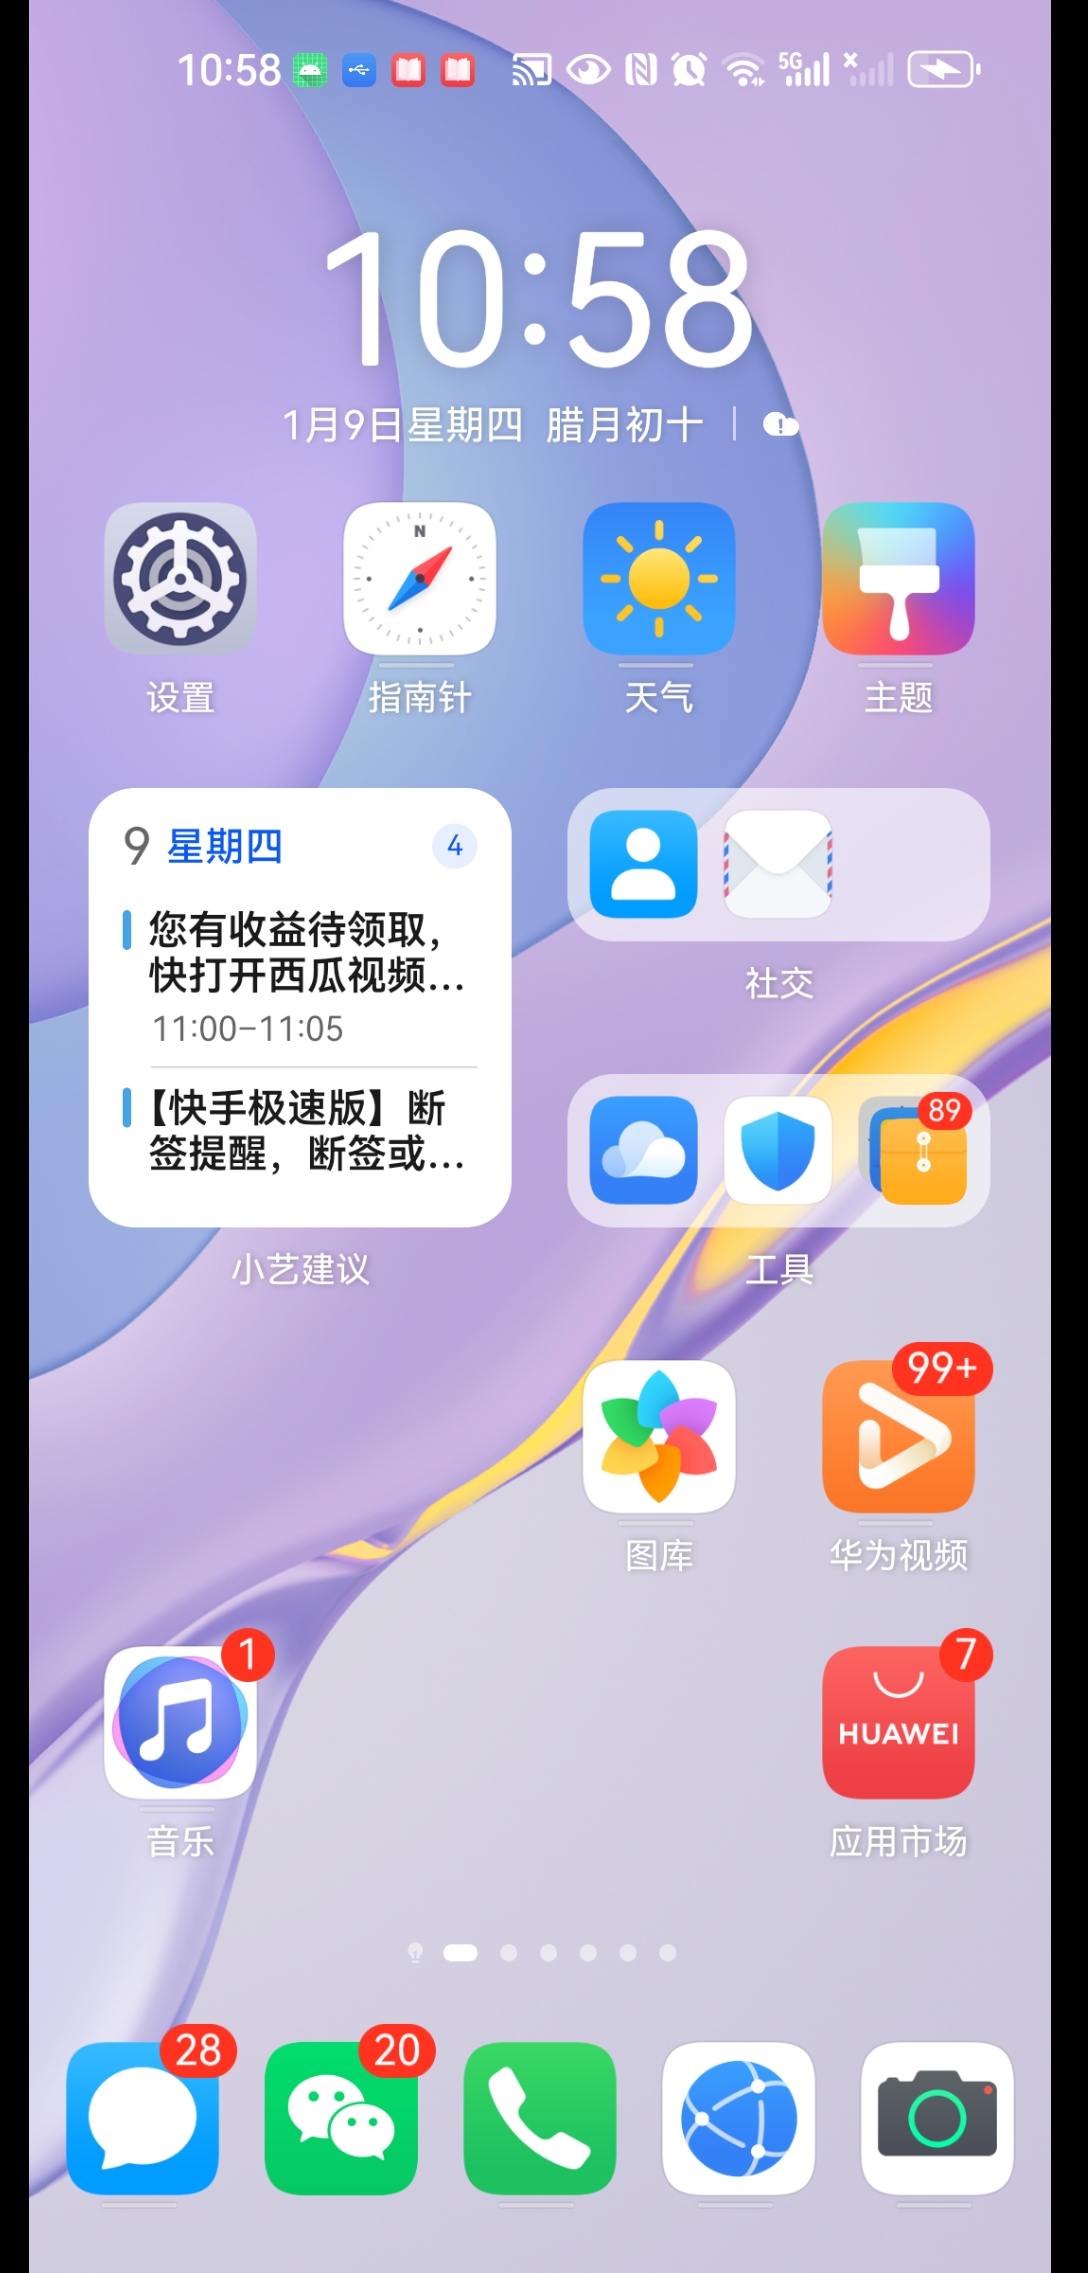 10:58
5G
10:58
1月9日星期四 腊月初十
N
设置
指南针
天气
主题
9 星期四
4
您有收益待领取，
快打开西瓜视频...
11:00–11:05
【快手极速版】断
签提醒，断签或...
小艺建议
社交
89
工具
图库
99+
华为视频
1
音乐
7
HUAWEI
应用市场
28
20